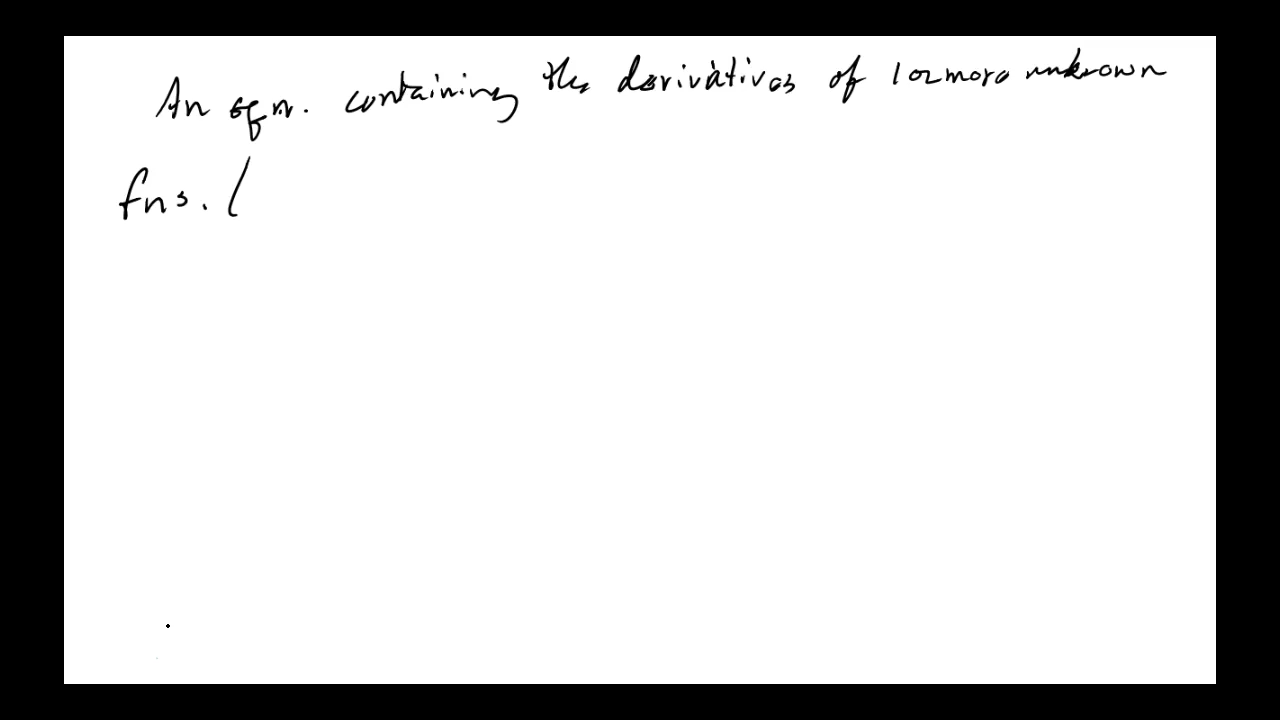 An eqn. containing the derivatives of 1 or more unknown
fns. (